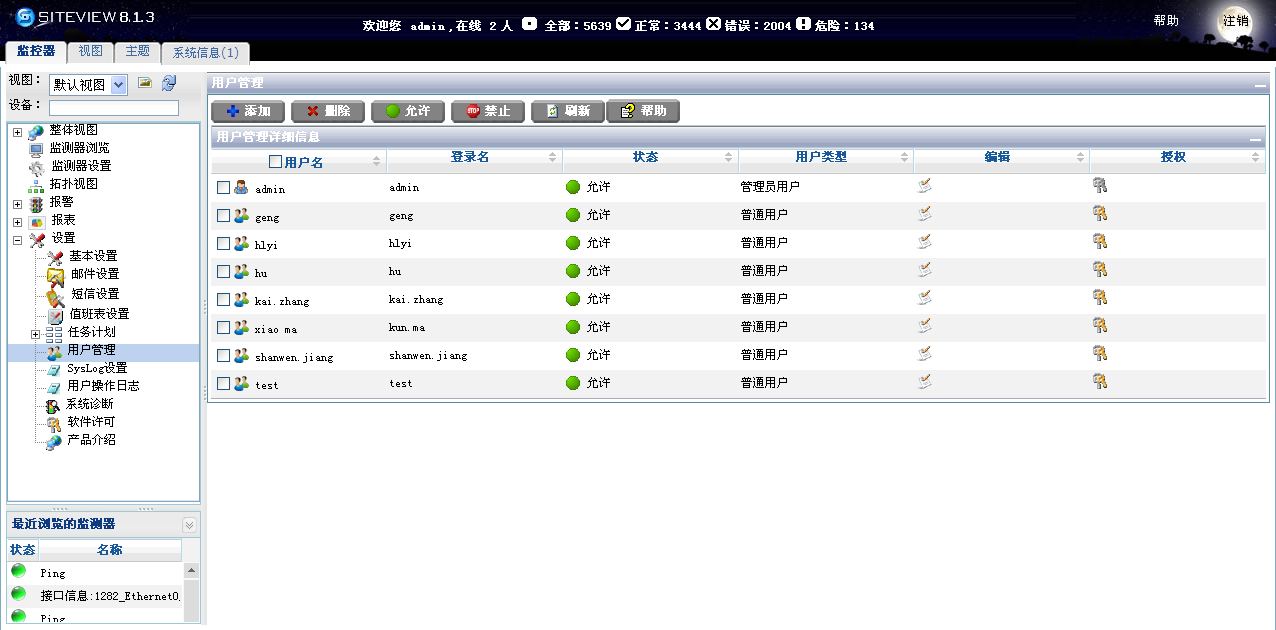 SITEVIEW 8.1.3
欢迎您 admin,在线 2 人 全部：5639 正常：3444 错误：2004 危险：134
帮助 注销
监控器 视图 主题 系统信息(1)
视图： 默认视图
设备：
整体视图
监测器浏览
监测器设置
拓扑视图
报警
报表
设置
基本设置
邮件设置
短信设置
值班表设置
任务计划
用户管理
SysLog设置
用户操作日志
系统诊断
软件许可
产品介绍
最近浏览的监测器
状态 名称
Ping
接口信息:1282_Ethernet0,
Ping
用户管理
添加 删除 允许 禁止 刷新 帮助
用户管理详细信息
用户名 登录名 状态 用户类型 编辑 授权
admin admin 允许 管理员用户
geng geng 允许 普通用户
hlyi hlyi 允许 普通用户
hu hu 允许 普通用户
kai.zhang kai.zhang 允许 普通用户
xiao ma kun.ma 允许 普通用户
shanwen.jiang shanwen.jiang 允许 普通用户
test test 允许 普通用户